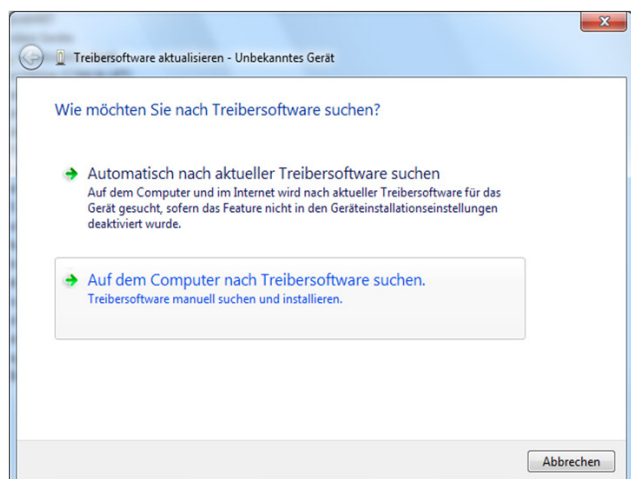 Treibersoftware aktualisieren - Unbekanntes Gerät
Wie möchten Sie nach Treibersoftware suchen?
Automatisch nach aktueller Treibersoftware suchen
Auf dem Computer und im Internet wird nach aktueller Treibersoftware für das
Gerät gesucht, sofern das Feature nicht in den Geräteinstallationseinstellungen
deaktiviert wurde.
Auf dem Computer nach Treibersoftware suchen.
Treibersoftware manuell suchen und installieren.
Abbrechen